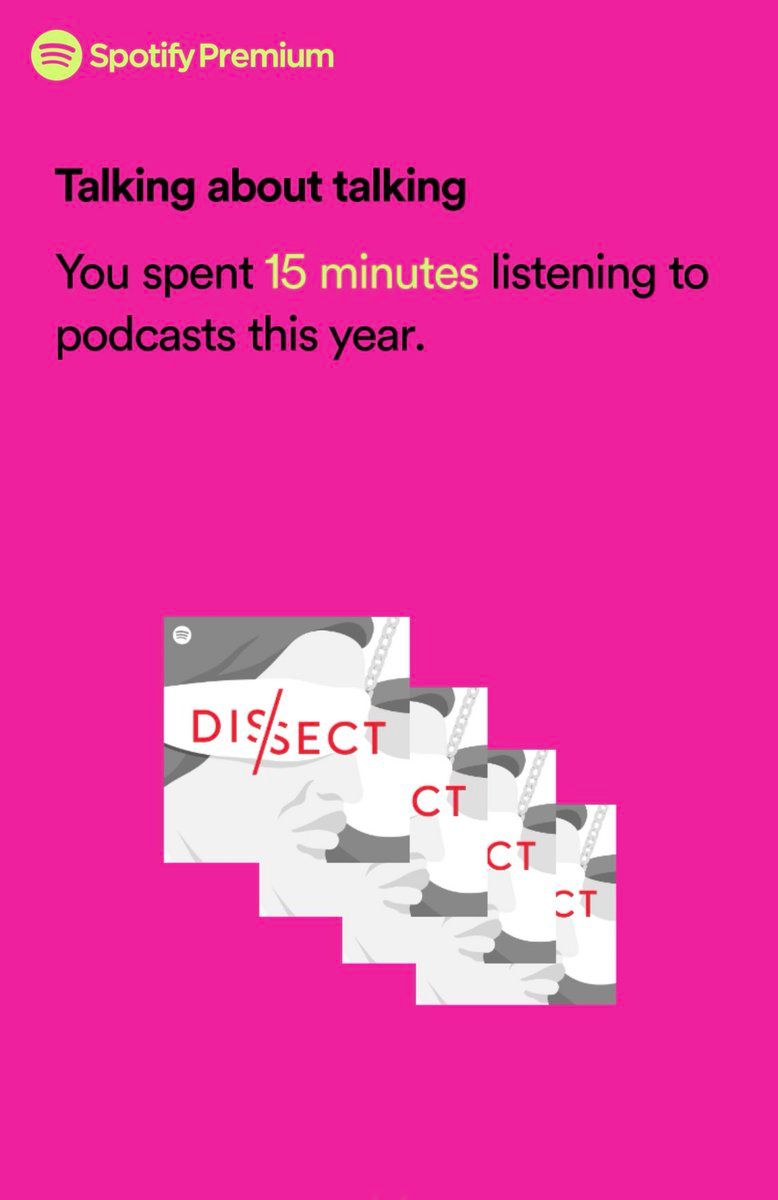 Spotify Premium
Talking about talking
You spent 15 minutes listening to
podcasts this year.
DISSECT
CT
CT
CT